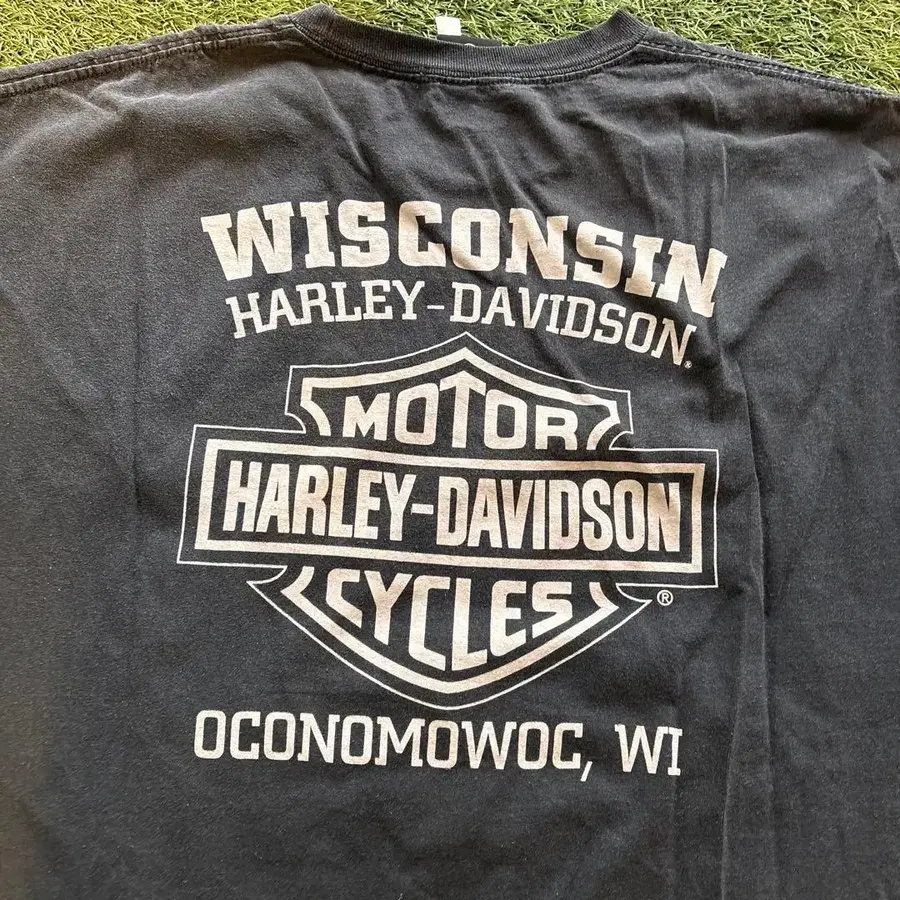 WISCONSIN
HARLEY-DAVIDSON®
MOTOR
HARLEY-DAVIDSON
CYCLES
®
OCONOMOWOC, WI